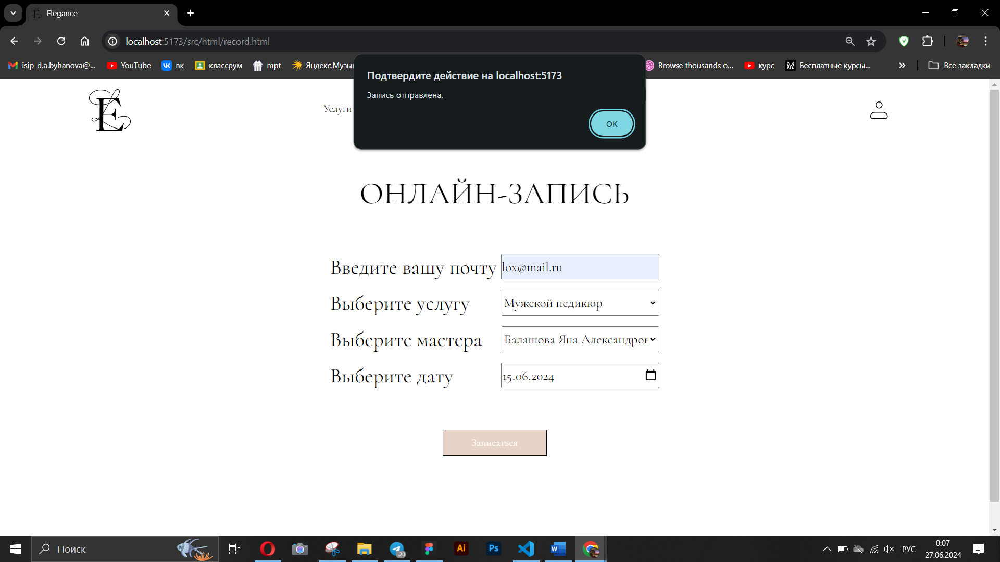 Elegance
localhost:5173/src/html/record.html
isip_d.a.byhanova@...
YouTube
вк
классрум
mpt
Яндекс.Музы
Browse thousands o...
курс
Бесплатные курсы...
Все закладки
Подтвердите действие на localhost:5173
Запись отправлена.
ОК
E
Услуги
ОНЛАЙН-ЗАПИСЬ
Введите вашу почту lox@mail.ru
Выберите услугу Мужской педикюр
Выберите мастера Балашова Яна Александров
Выберите дату 15.06.2024
Записаться
Поиск
20
Ai
Ps
W
РУС
0:07
27.06.2024